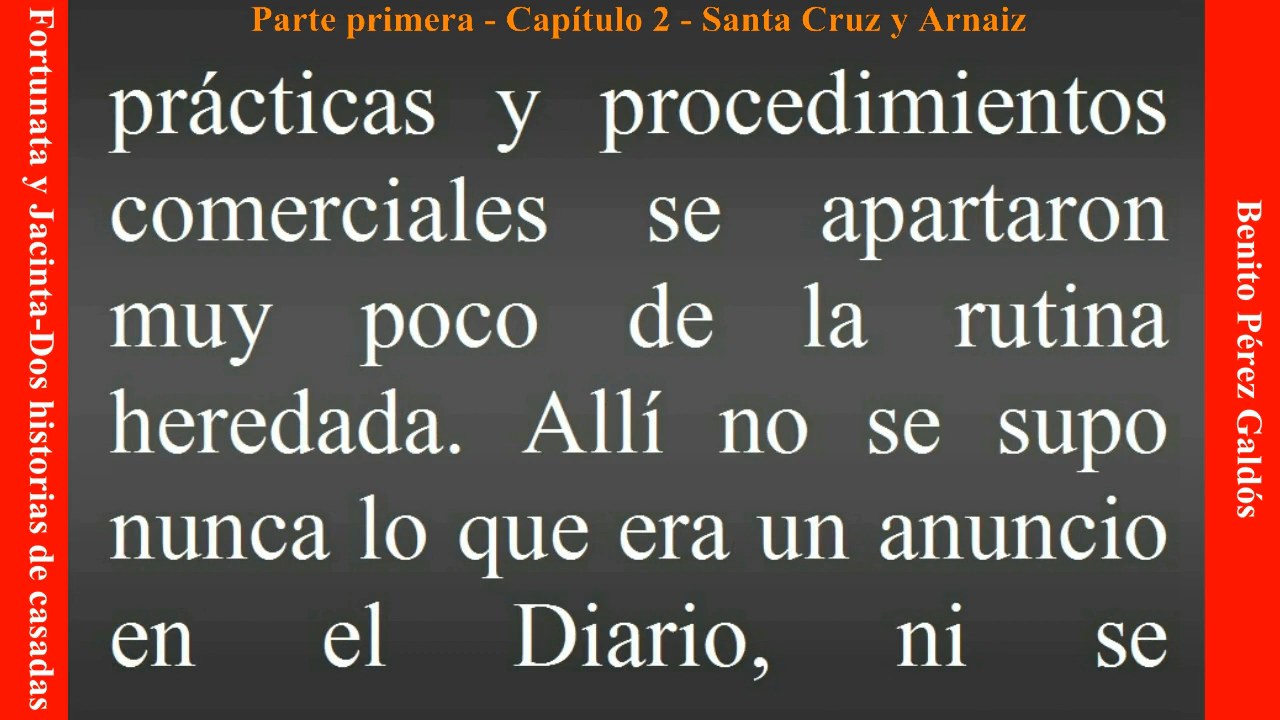 Parte primera - Capítulo 2 - Santa Cruz y Arnaiz
Fortunata y Jacinta-Dos historias de casadas
prácticas y procedimientos
comerciales se apartaron
muy poco de la rutina
heredada. Allí no se supo
nunca lo que era un anuncio
en el Diario, ni se
Benito Pérez Galdós